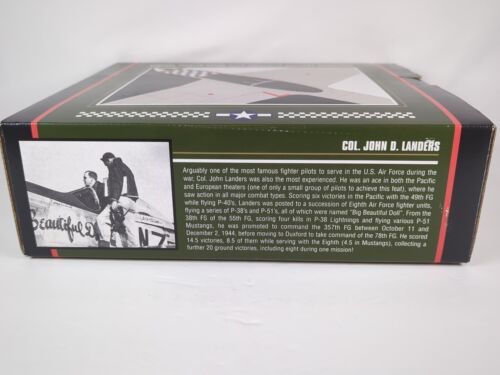 COL. JOHN D. LANDERS
Arguably one of the most famous fighter pilots to serve in the U.S. Air Force during the
war, Col. John Landers was also the most experienced. He was an ace in both the Pacific
and European theaters (one of only a small group of pilots to achieve this feat), where he
saw action in all major combat types. Scoring six victories in the Pacific with the 49th FG
while flying P-40's, Landers was posted to a succession of Eighth Air Force fighter units,
flying a series of P-38's and P-51's, all of which were named "Big Beautiful Doll". From the
38th FS of the 55th FG, scoring four kills in P-38 Lightnings and flying various P-51
Mustangs, he was promoted to command the 357th FG between October 11 and
December 2, 1944, before moving to Duxford to take command of the 78th FG. He scored
14.5 victories, 8.5 of them while serving with the Eighth (4.5 in Mustangs), collecting a
further 20 ground victories, including eight during one mission!
Beautiful D
N7